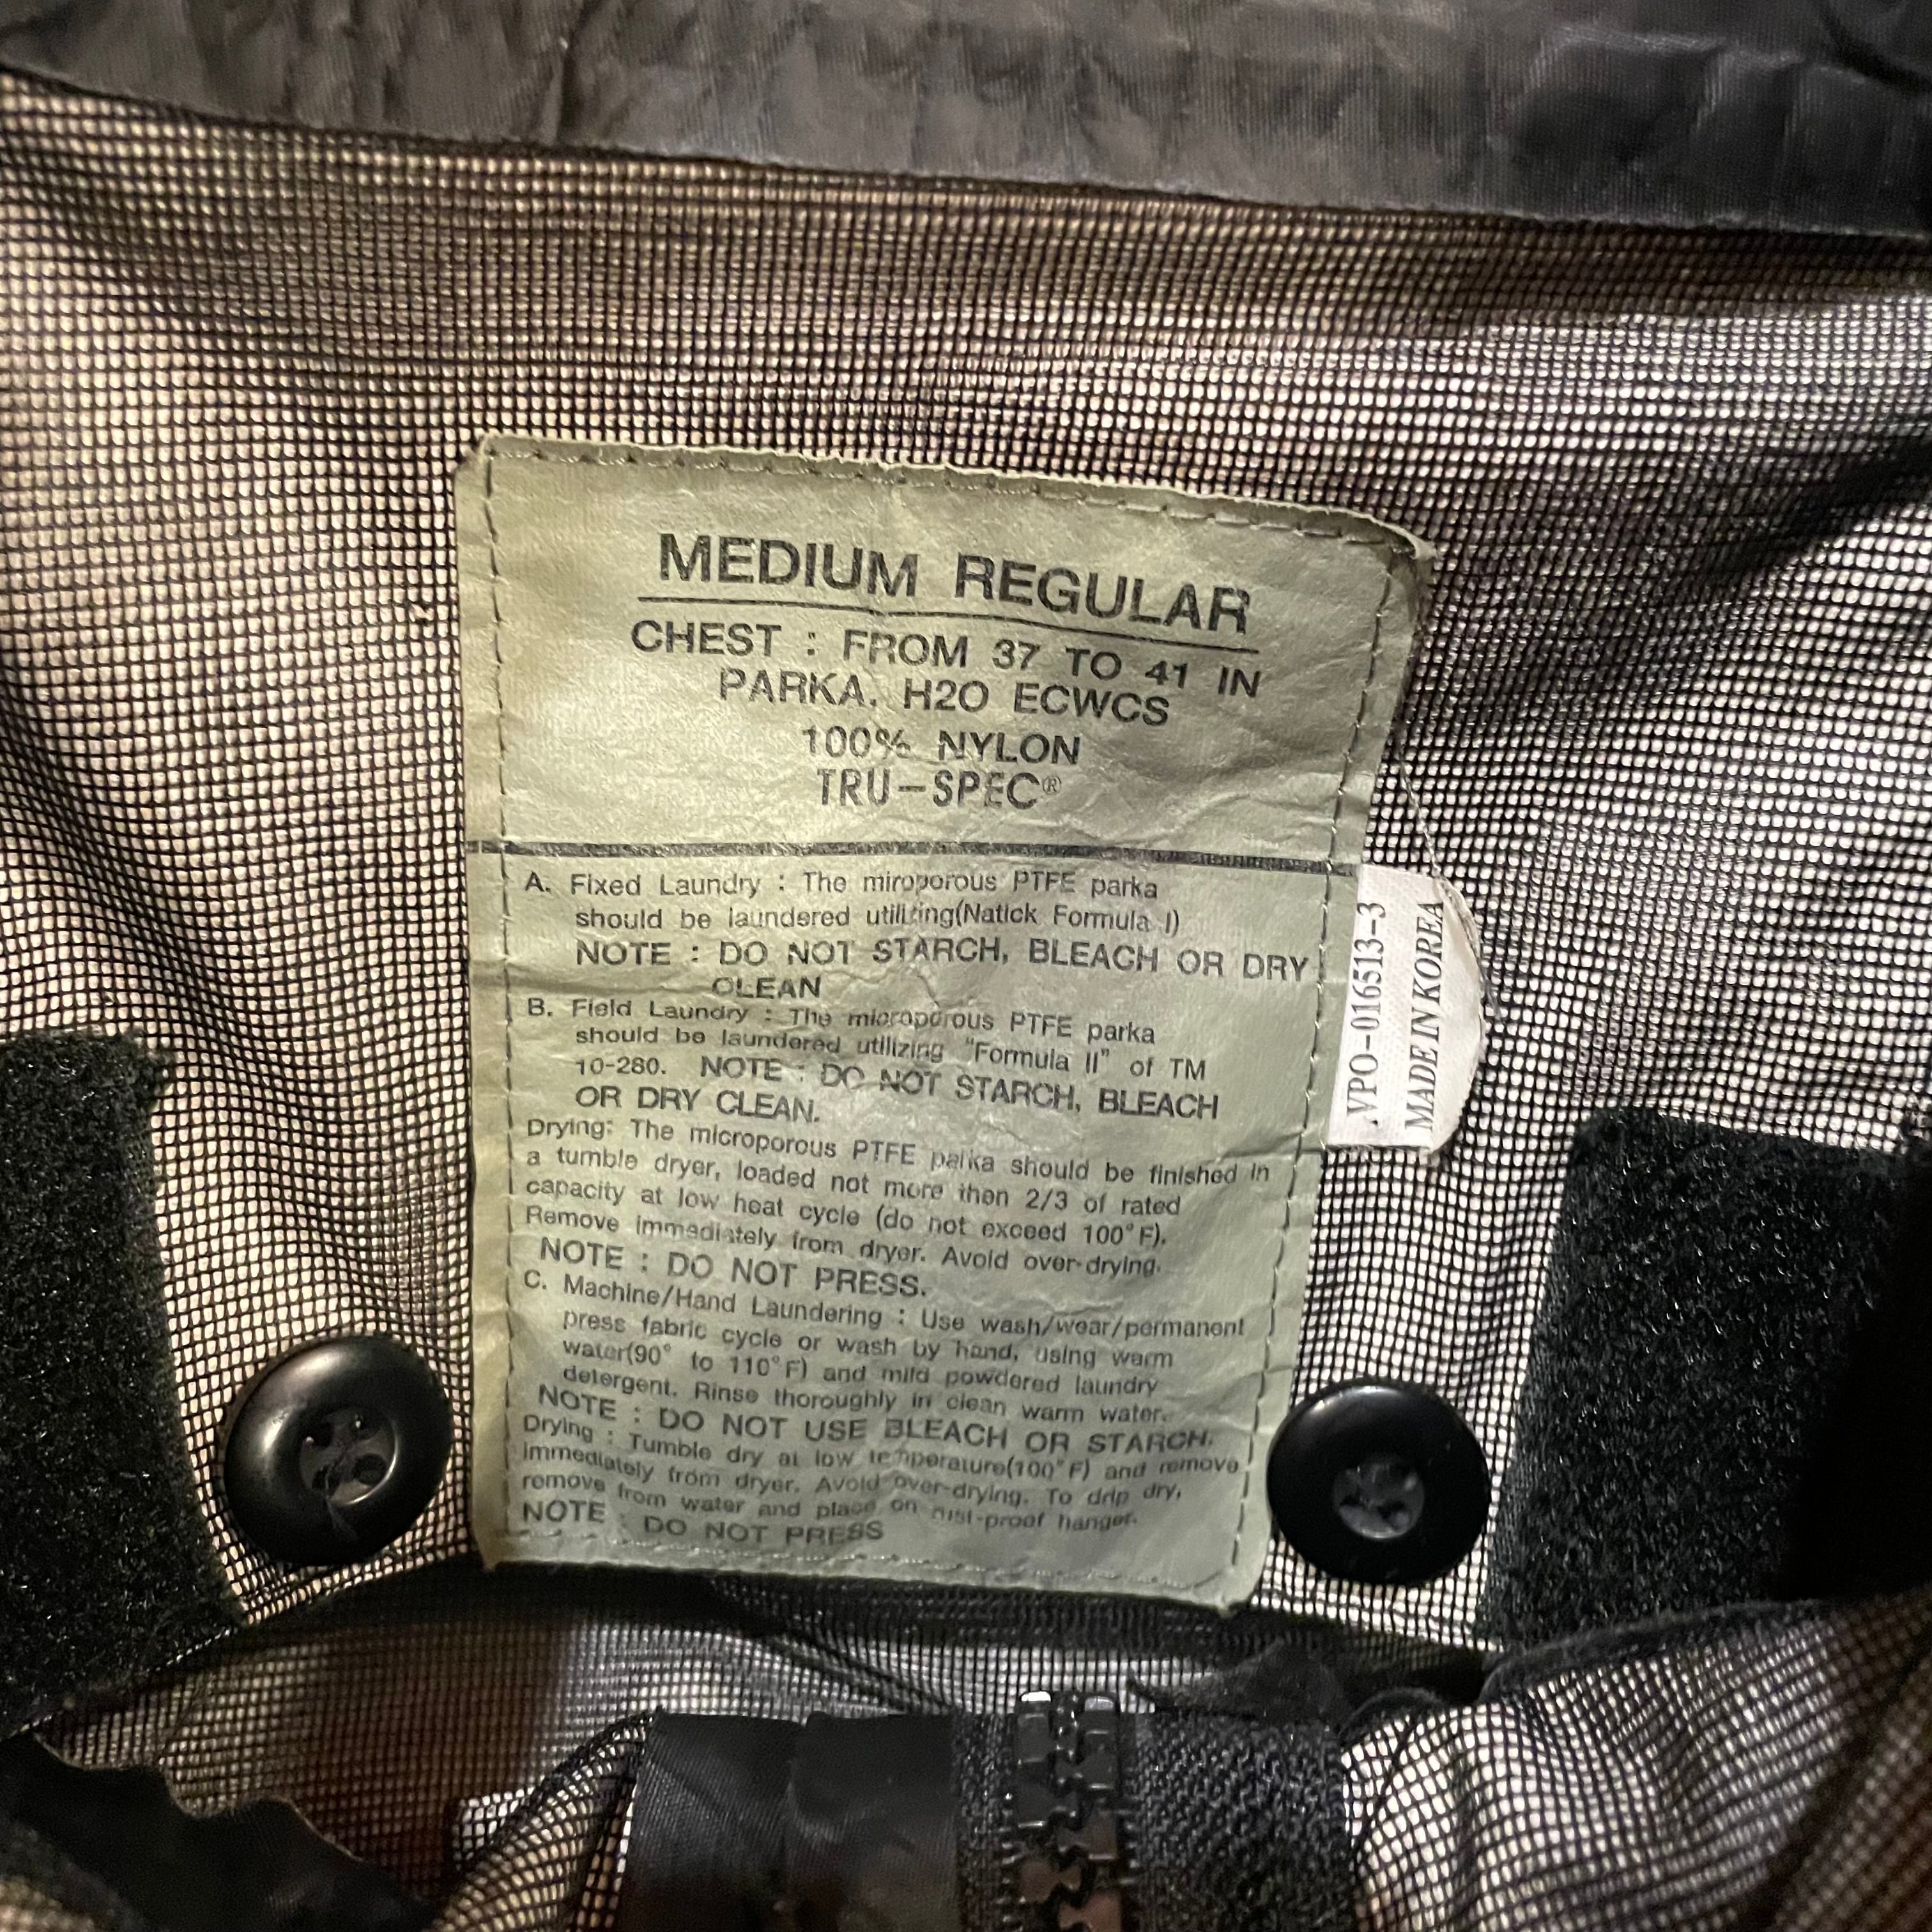 MEDIUM REGULAR
CHEST : FROM 37 TO 41 IN
PARKA. H2O ECWCS
100% NYLON
TRU-SPEC®
A. Fixed Laundry : The miroporous PTFE parka
should be laundered utilizing(Natick Formula I)
NOTE : DO NOT STARCH, BLEACH OR DRY
CLEAN
B. Field Laundry : The microporous PTFE parka
should be laundered utilizing "Formula II" of TM
10-280. NOTE : DO NOT STARCH, BLEACH
OR DRY CLEAN.
Drying: The microporous PTFE parka should be finished in
a tumble dryer, loaded not more then 2/3 of rated
capacity at low heat cycle (do not exceed 100°F).
Remove immediately from dryer. Avoid over-drying.
NOTE : DO NOT PRESS.
C. Machine/Hand Laundering : Use wash/wear/permanent
press fabric cycle or wash by hand, using warm
water(90° to 110°F) and mild powdered laundry
detergent. Rinse thoroughly in clean warm water.
NOTE : DO NOT USE BLEACH OR STARCH.
Drying : Tumble dry at low temperature(100°F) and remove
immediately from dryer. Avoid over-drying. To drip dry,
remove from water and place on rust-proof hanger.
NOTE : DO NOT PRESS
.VPO-016513-3
MADE IN KOREA